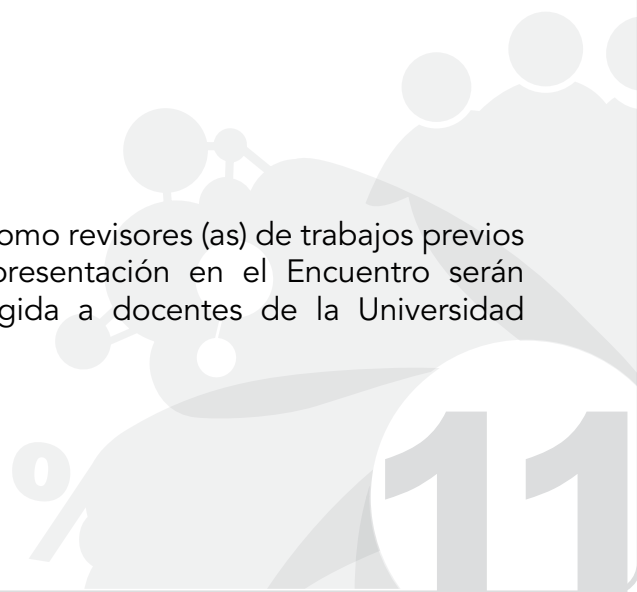 omo revisores (as) de trabajos previos
presentación en el Encuentro serán
gida a docentes de la Universidad
%
11